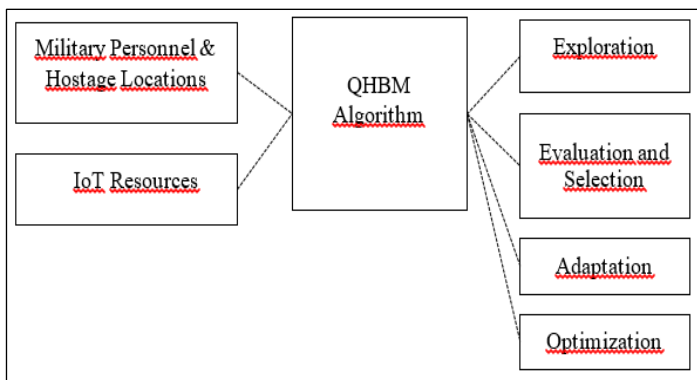 Military Personnel &
Hostage Locations
IoT Resources
QHBM
Algorithm
Exploration
Evaluation and
Selection
Adaptation
Optimization